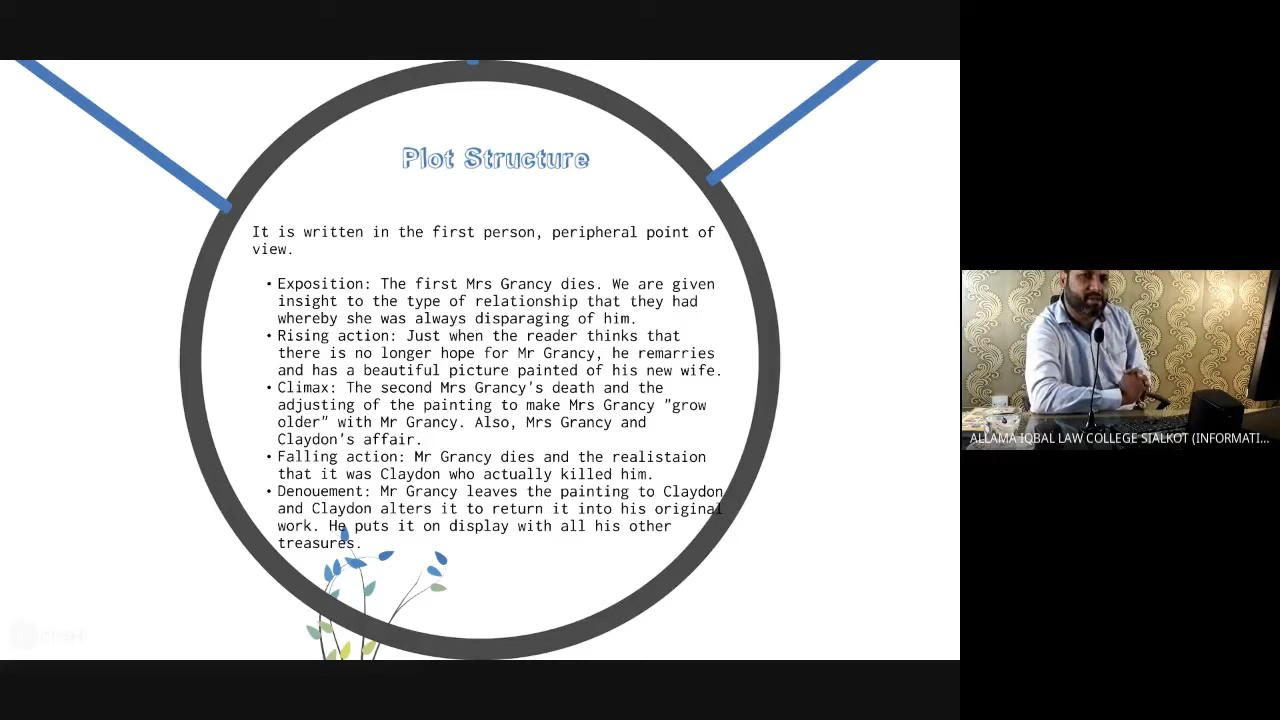 Plot Structure
It is written in the first person, peripheral point of
view.
• Exposition: The first Mrs Grancy dies. We are given
insight to the type of relationship that they had
whereby she was always disparaging of him.
• Rising action: Just when the reader thinks that
there is no longer hope for Mr Grancy, he remarries
and has a beautiful picture painted of his new wife.
• Climax: The second Mrs Grancy's death and the
adjusting of the painting to make Mrs Grancy "grow
older" with Mr Grancy. Also, Mrs Grancy and
Claydon's affair.
• Falling action: Mr Grancy dies and the realistaion
that it was Claydon who actually killed him.
• Denouement: Mr Grancy leaves the painting to Claydon
and Claydon alters it to return it into his original
work. He puts it on display with all his other
treasures.
ALLAMA IQBAL LAW COLLEGE SIALKOT (INFORMATI...